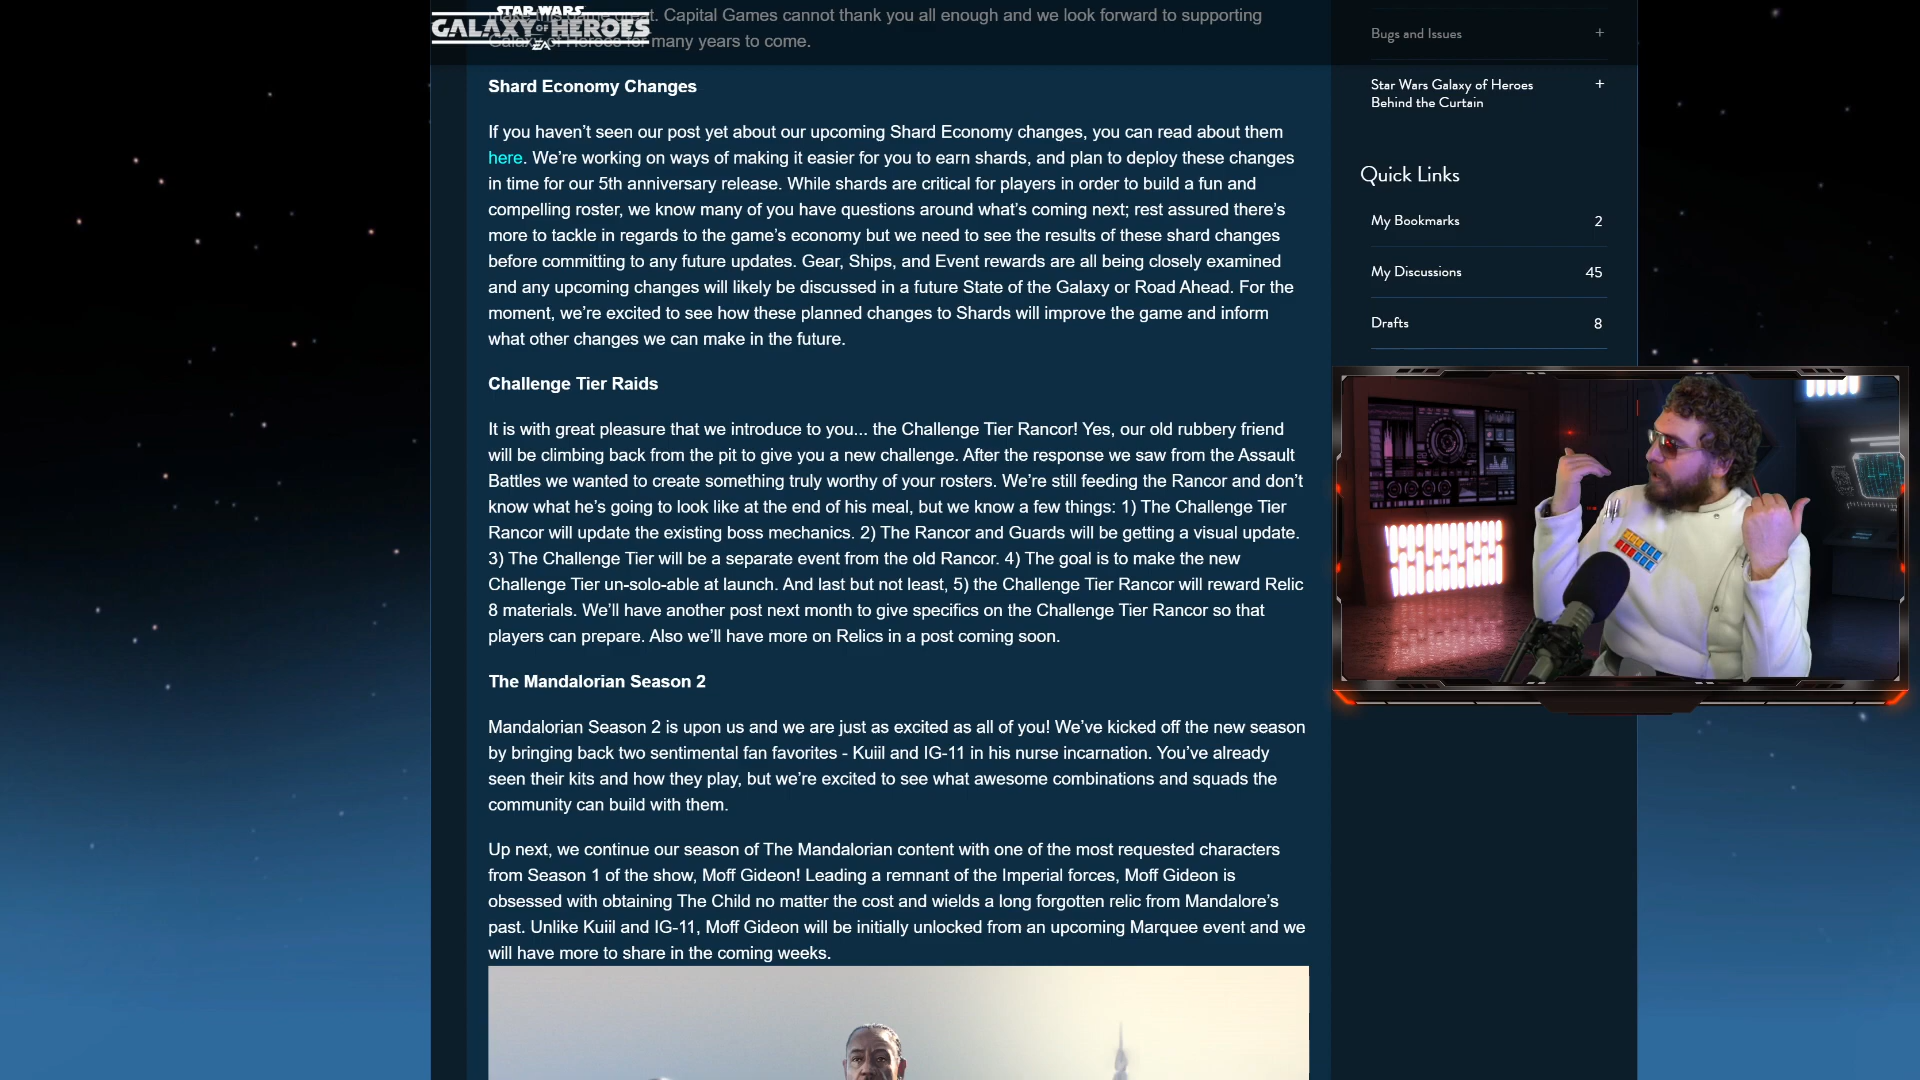 STAR WARS
GALAXY OF HEROES
EA
make this game great. Capital Games cannot thank you all enough and we look forward to supporting
Galaxy of Heroes for many years to come.
Shard Economy Changes
If you haven’t seen our post yet about our upcoming Shard Economy changes, you can read about them
here. We’re working on ways of making it easier for you to earn shards, and plan to deploy these changes
in time for our 5th anniversary release. While shards are critical for players in order to build a fun and
compelling roster, we know many of you have questions around what’s coming next; rest assured there’s
more to tackle in regards to the game’s economy but we need to see the results of these shard changes
before committing to any future updates. Gear, Ships, and Event rewards are all being closely examined
and any upcoming changes will likely be discussed in a future State of the Galaxy or Road Ahead. For the
moment, we’re excited to see how these planned changes to Shards will improve the game and inform
what other changes we can make in the future.
Challenge Tier Raids
It is with great pleasure that we introduce to you... the Challenge Tier Rancor! Yes, our old rubbery friend
will be climbing back from the pit to give you a new challenge. After the response we saw from the Assault
Battles we wanted to create something truly worthy of your rosters. We’re still feeding the Rancor and don’t
know what he’s going to look like at the end of his meal, but we know a few things: 1) The Challenge Tier
Rancor will update the existing boss mechanics. 2) The Rancor and Guards will be getting a visual update.
3) The Challenge Tier will be a separate event from the old Rancor. 4) The goal is to make the new
Challenge Tier un-solo-able at launch. And last but not least, 5) the Challenge Tier Rancor will reward Relic
8 materials. We’ll have another post next month to give specifics on the Challenge Tier Rancor so that
players can prepare. Also we’ll have more on Relics in a post coming soon.
The Mandalorian Season 2
Mandalorian Season 2 is upon us and we are just as excited as all of you! We’ve kicked off the new season
by bringing back two sentimental fan favorites - Kuiil and IG-11 in his nurse incarnation. You’ve already
seen their kits and how they play, but we’re excited to see what awesome combinations and squads the
community can build with them.
Up next, we continue our season of The Mandalorian content with one of the most requested characters
from Season 1 of the show, Moff Gideon! Leading a remnant of the Imperial forces, Moff Gideon is
obsessed with obtaining The Child no matter the cost and wields a long forgotten relic from Mandalore’s
past. Unlike Kuiil and IG-11, Moff Gideon will be initially unlocked from an upcoming Marquee event and we
will have more to share in the coming weeks.
Bugs and Issues +
Star Wars Galaxy of Heroes +
Behind the Curtain
Quick Links
My Bookmarks 2
My Discussions 45
Drafts 8